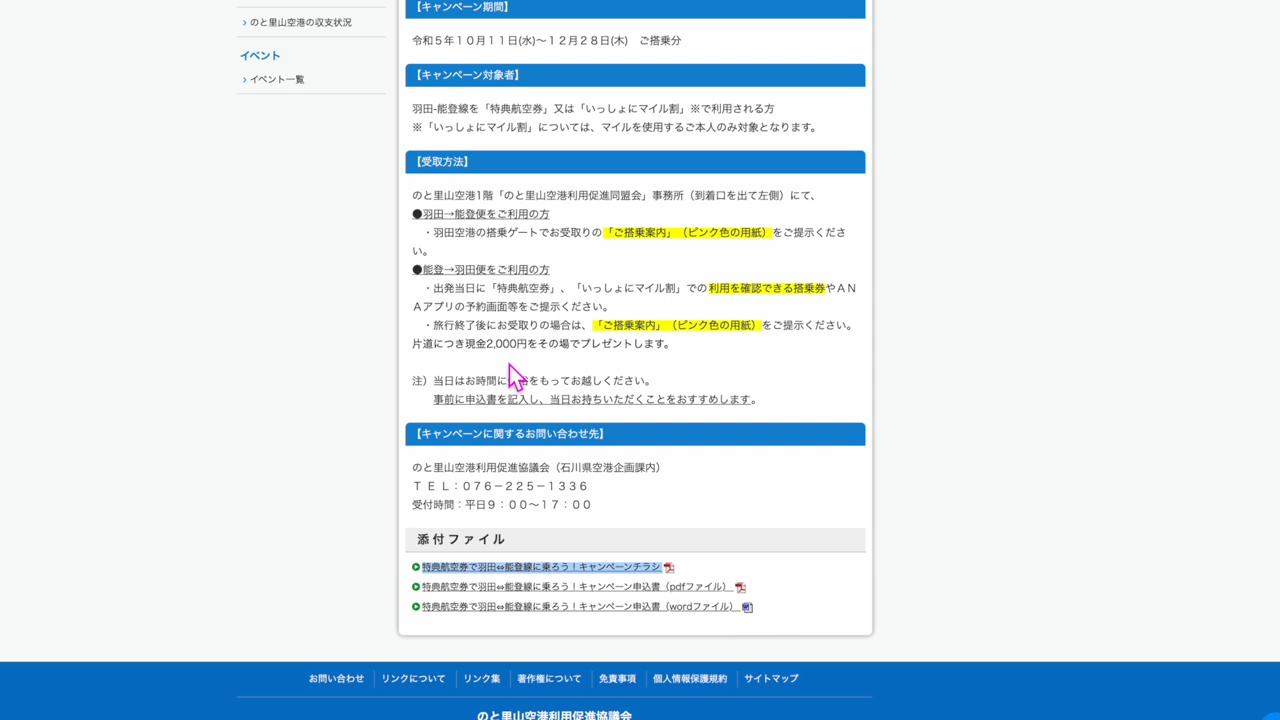 のと里山空港の収支状況
イベント
イベント一覧
【キャンペーン期間】
令和５年１０月１１日(水)～１２月２８日(木)　ご搭乗分
【キャンペーン対象者】
羽田-能登線を「特典航空券」又は「いっしょにマイル割」※で利用される方
※「いっしょにマイル割」については、マイルを使用するご本人のみ対象となります。
【受取方法】
のと里山空港1階「のと里山空港利用促進同盟会」事務所（到着口を出て左側）にて、
●羽田→能登便をご利用の方
・羽田空港の搭乗ゲートでお受取りの「ご搭乗案内」（ピンク色の用紙）をご提示くださ
い。
●能登→羽田便をご利用の方
・出発当日に「特典航空券」、「いっしょにマイル割」での利用を確認できる搭乗券やＡＮ
Ａアプリの予約画面等をご提示ください。
・旅行終了後にお受取りの場合は、「ご搭乗案内」（ピンク色の用紙）をご提示ください。
片道につき現金2,000円をその場でプレゼントします。
注）当日はお時間に をもってお越しください。
事前に申込書を記入し、当日お持ちいただくことをおすすめします。
【キャンペーンに関するお問い合わせ先】
のと里山空港利用促進協議会（石川県空港企画課内）
ＴＥＬ：０７６－２２５－１３３６
受付時間：平日９：００～１７：００
添付ファイル
特典航空券で羽田⇔能登線に乗ろう！キャンペーンチラシ
特典航空券で羽田⇔能登線に乗ろう！キャンペーン申込書（pdfファイル）
特典航空券で羽田⇔能登線に乗ろう！キャンペーン申込書（wordファイル）
お問い合わせ リンクについて リンク集 著作権について 免責事項 個人情報保護規約 サイトマップ
のと里山空港利用促進協議会